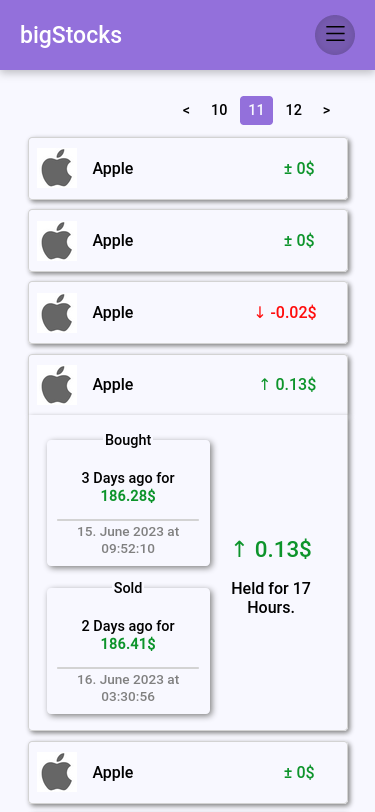 bigStocks
< 10 11 12 >
Apple ± 0$
Apple ± 0$
Apple ↓ -0.02$
Apple ↑ 0.13$
Bought
3 Days ago for
186.28$
15. June 2023 at
09:52:10
Sold
2 Days ago for
186.41$
16. June 2023 at
03:30:56
↑ 0.13$
Held for 17
Hours.
Apple ± 0$